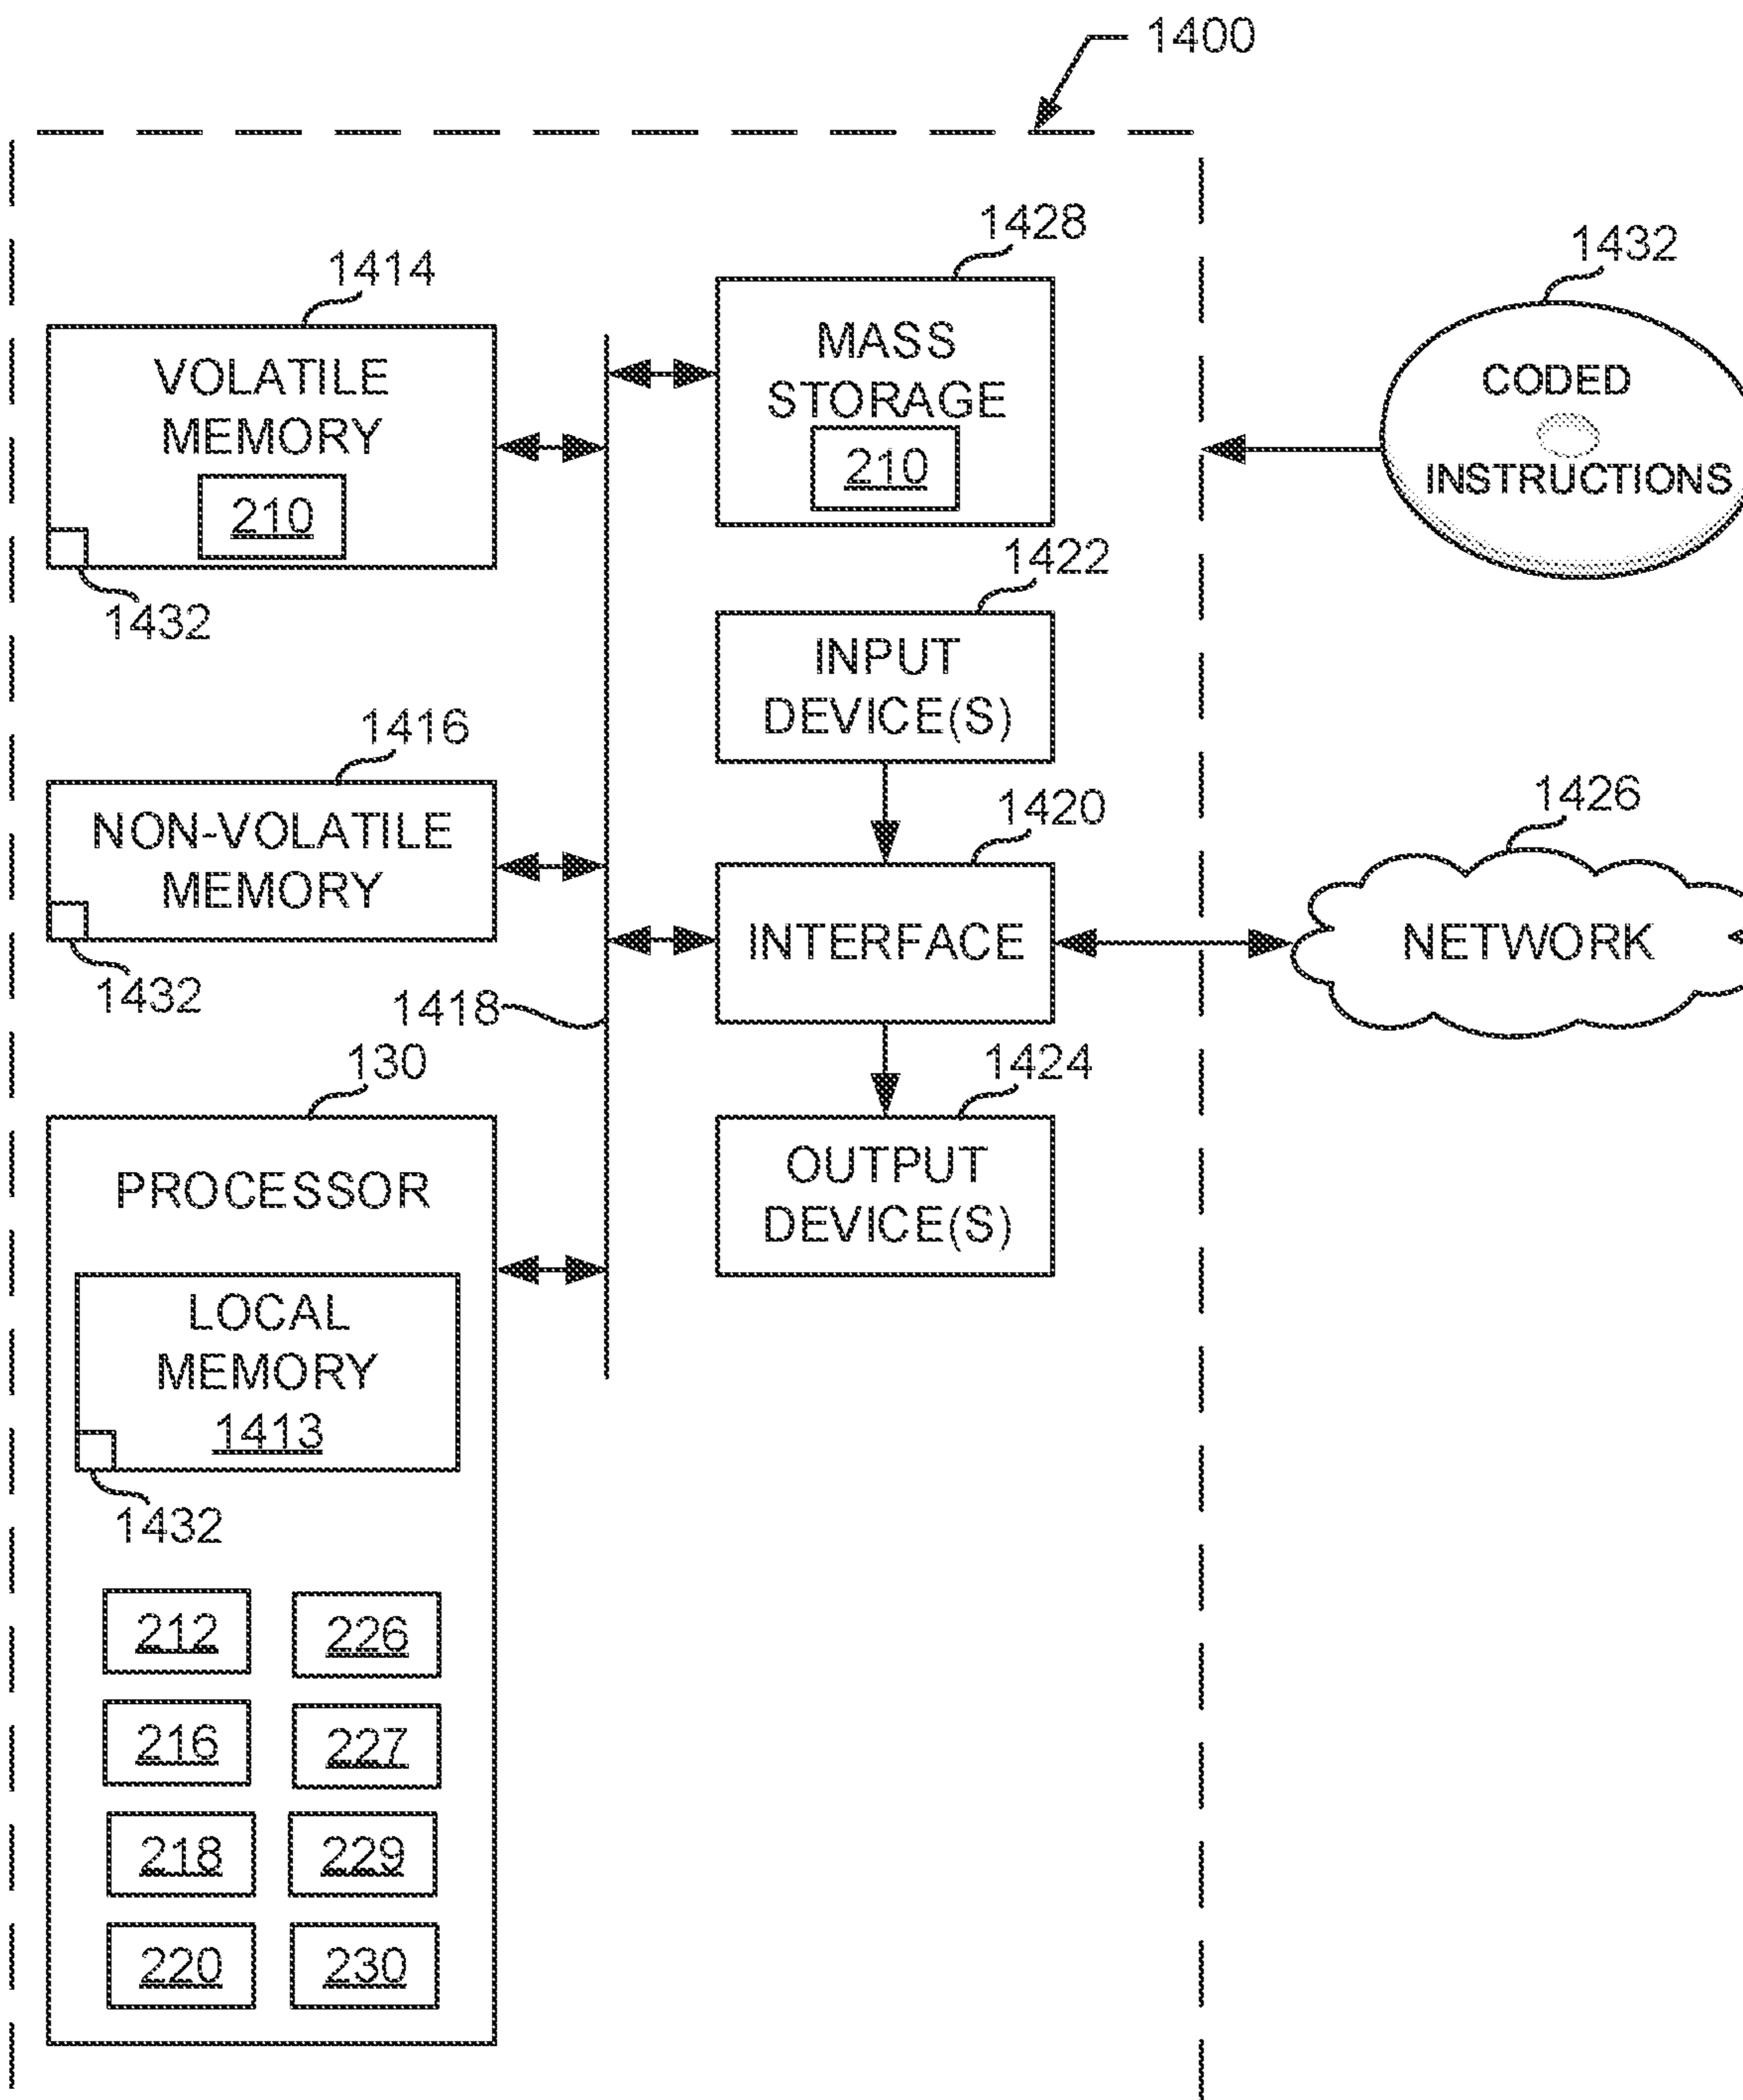 1400
1428
1414
1432
VOLATILE
MEMORY
210
1432
MASS
STORAGE
210
CODED
INSTRUCTIONS
1422
INPUT
DEVICE(S)
1416
NON-VOLATILE
MEMORY
1432
1420
INTERFACE
1426
NETWORK
1418
130
PROCESSOR
LOCAL
MEMORY
1413
1432
1424
OUTPUT
DEVICE(S)
212
226
216
227
218
229
220
230